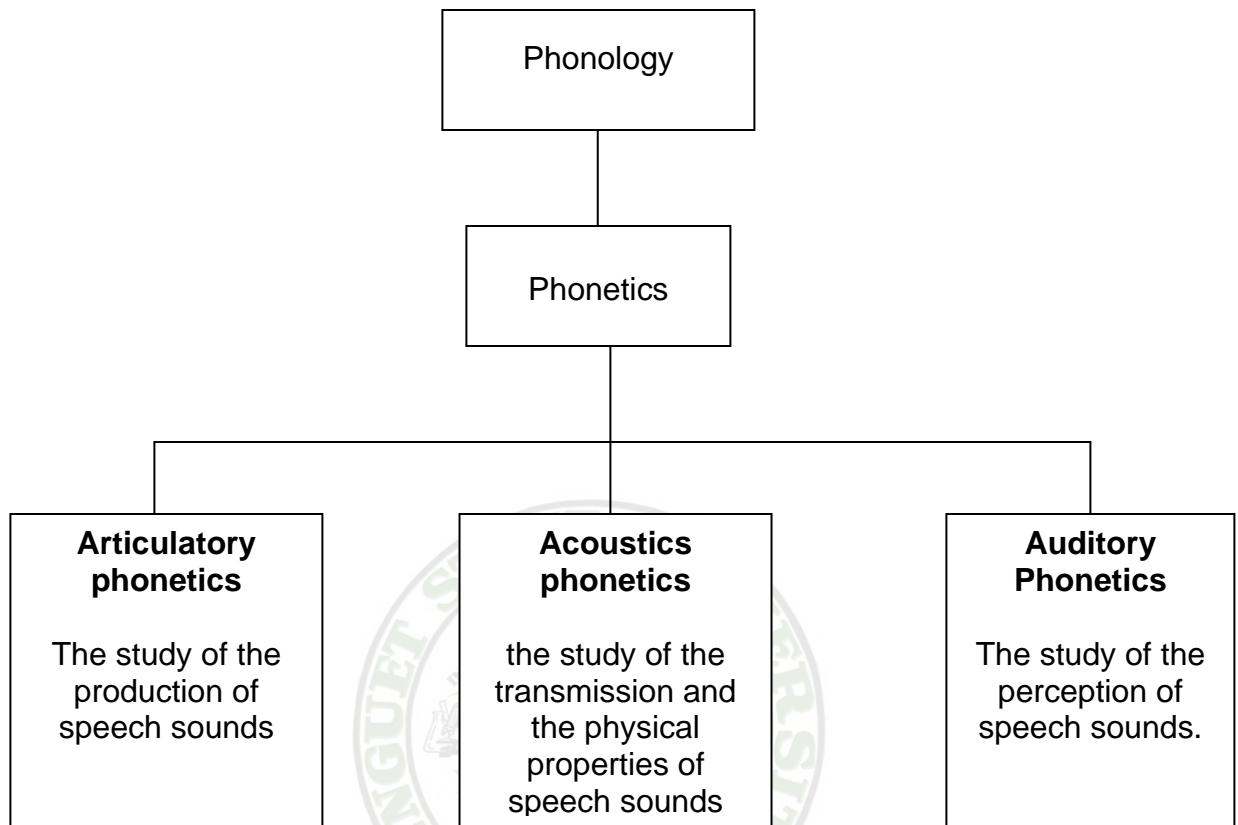 Phonology
Phonetics
Articulatory
phonetics
The study of the
production of
speech sounds
Acoustics
phonetics
the study of the
transmission and
the physical
properties of
speech sounds
Auditory
Phonetics
The study of the
perception of
speech sounds.